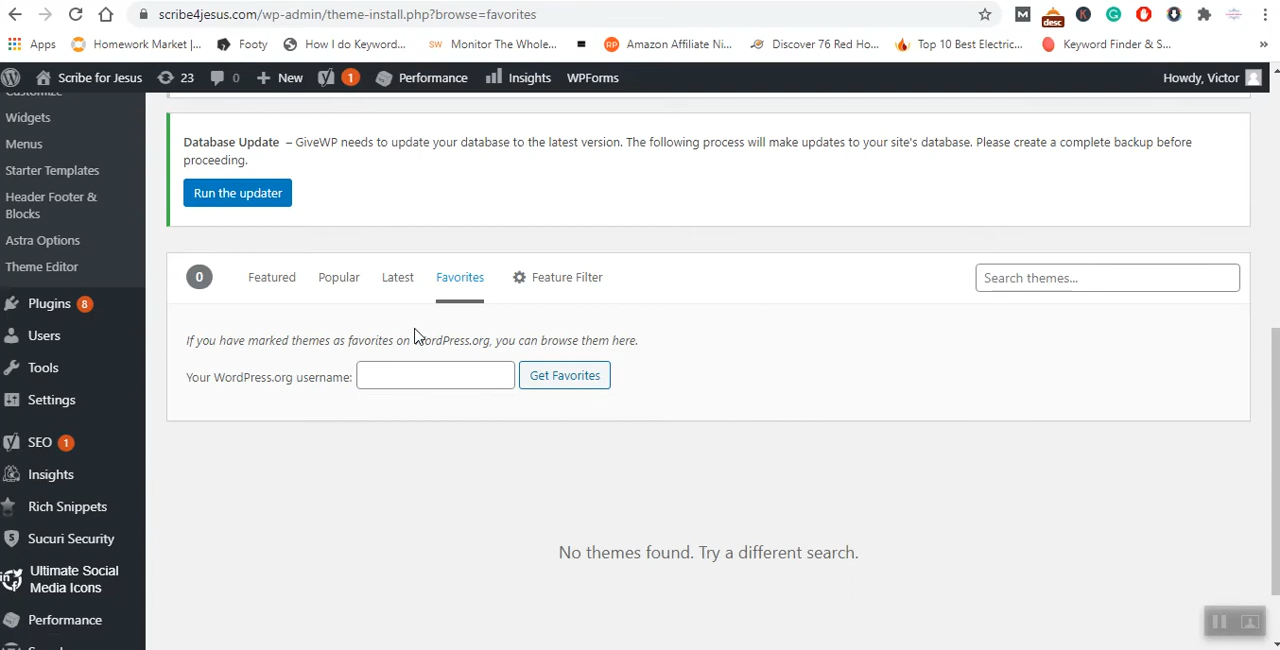 scribe4jesus.com/wp-admin/theme-install.php?browse=favorites
M desc K G
Apps Homework Market |... Footy How I do Keyword... SW Monitor The Whole... RP Amazon Affiliate Ni... Discover 76 Red Ho... Top 10 Best Electric... Keyword Finder & S... »
Scribe for Jesus 23 0 + New 1 Performance Insights WPForms Howdy, Victor
Customize
Widgets
Menus
Starter Templates
Header Footer &
Blocks
Astra Options
Theme Editor
Plugins 8
Users
Tools
Settings
SEO 1
Insights
Rich Snippets
Sucuri Security
Ultimate Social
Media Icons
Performance
Database Update – GiveWP needs to update your database to the latest version. The following process will make updates to your site's database. Please create a complete backup before
proceeding.
Run the updater
0 Featured Popular Latest Favorites Feature Filter Search themes...
If you have marked themes as favorites on WordPress.org, you can browse them here.
Your WordPress.org username: Get Favorites
No themes found. Try a different search.